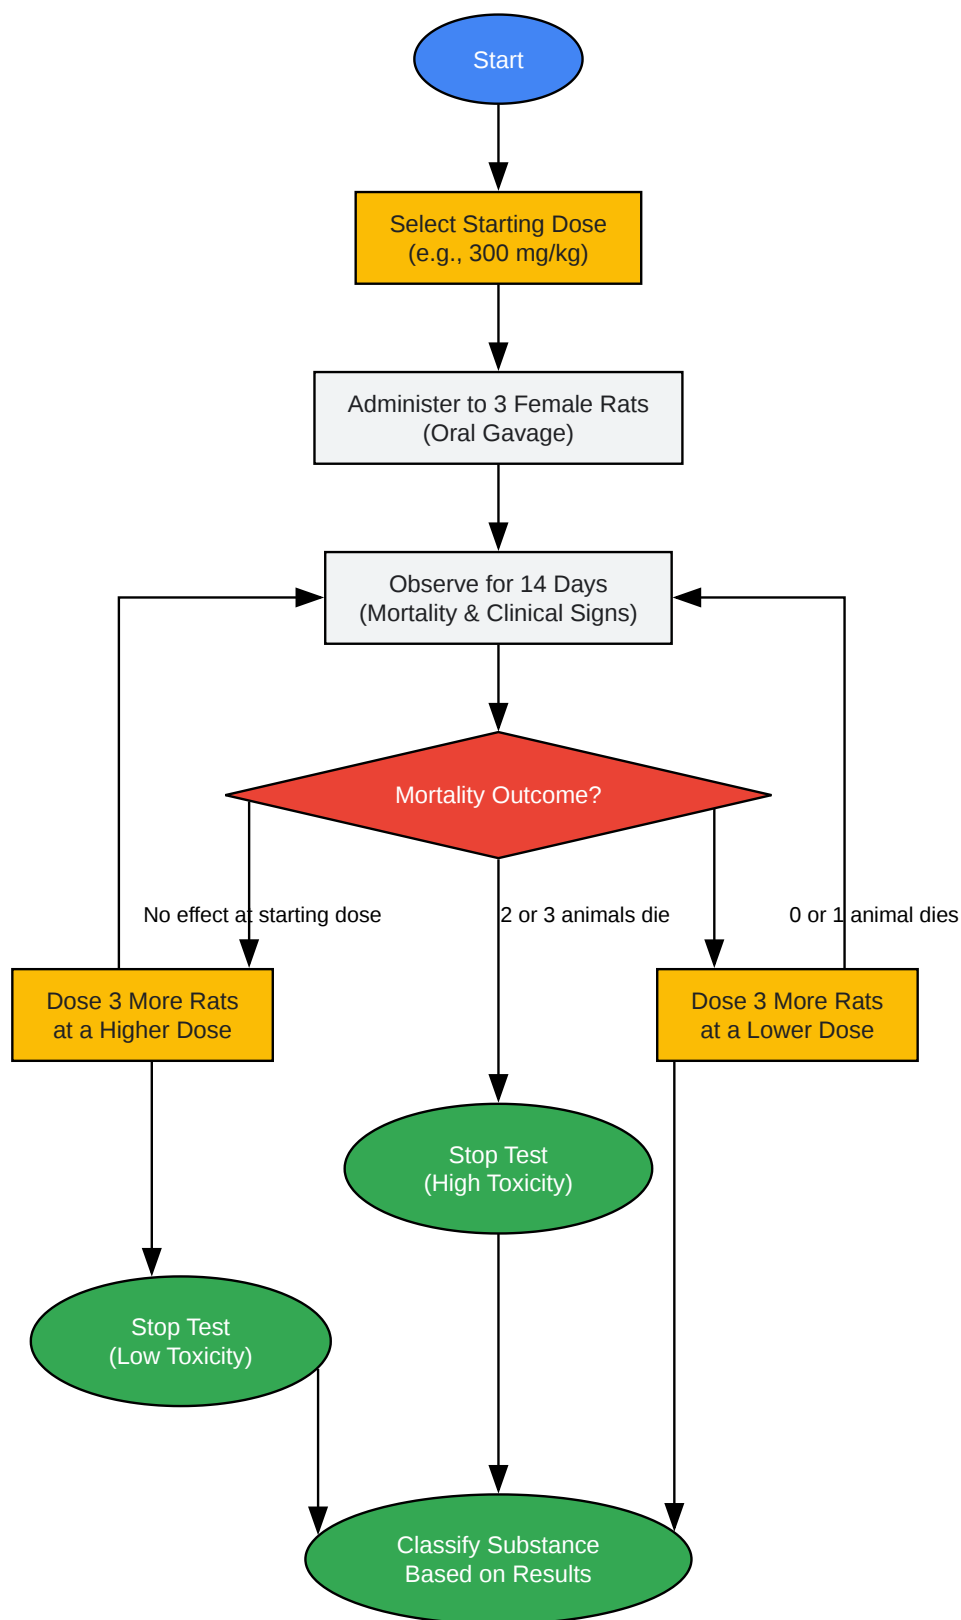 Start
Select Starting Dose
(e.g., 300 mg/kg)
Administer to 3 Female Rats
(Oral Gavage)
Observe for 14 Days
(Mortality & Clinical Signs)
Mortality Outcome?
No effect at starting dose
2 or 3 animals die
0 or 1 animal dies
Dose 3 More Rats
at a Higher Dose
Dose 3 More Rats
at a Lower Dose
Stop Test
(High Toxicity)
Stop Test
(Low Toxicity)
Classify Substance
Based on Results